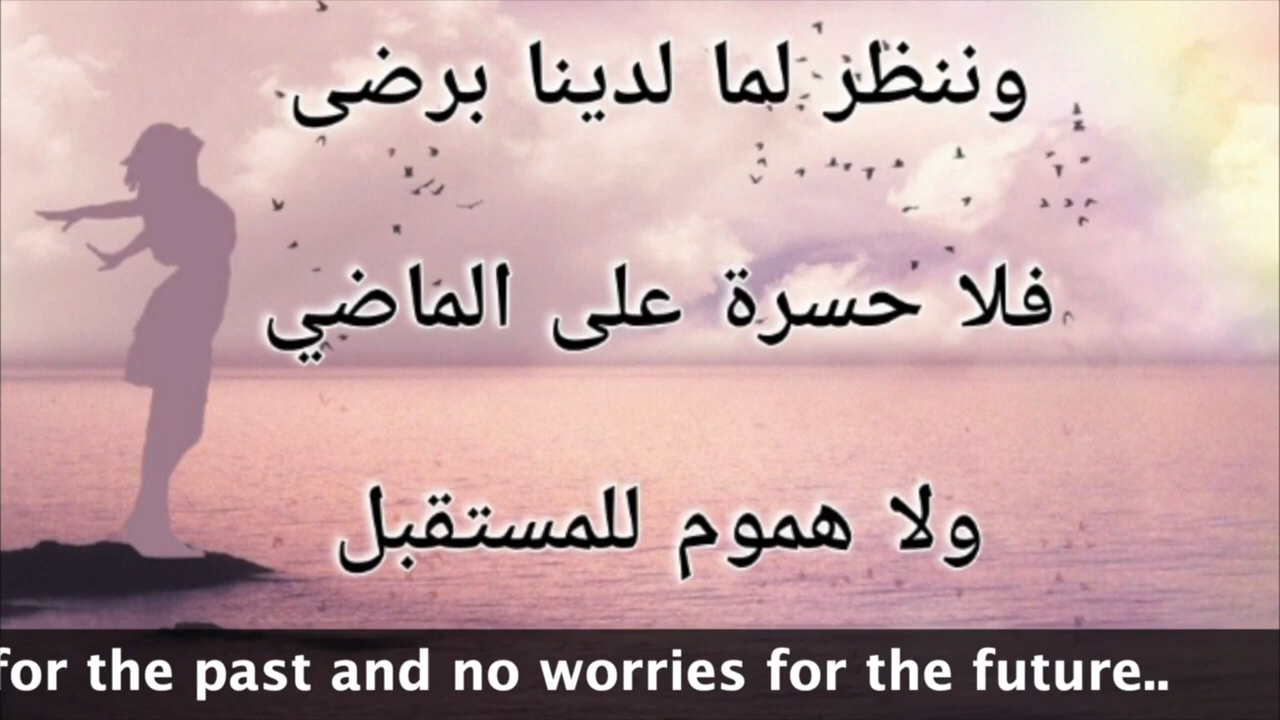 وننظر لما لدينا برضى
فلا حسرة على الماضي
ولا هموم للمستقبل
for the past and no worries for the future..